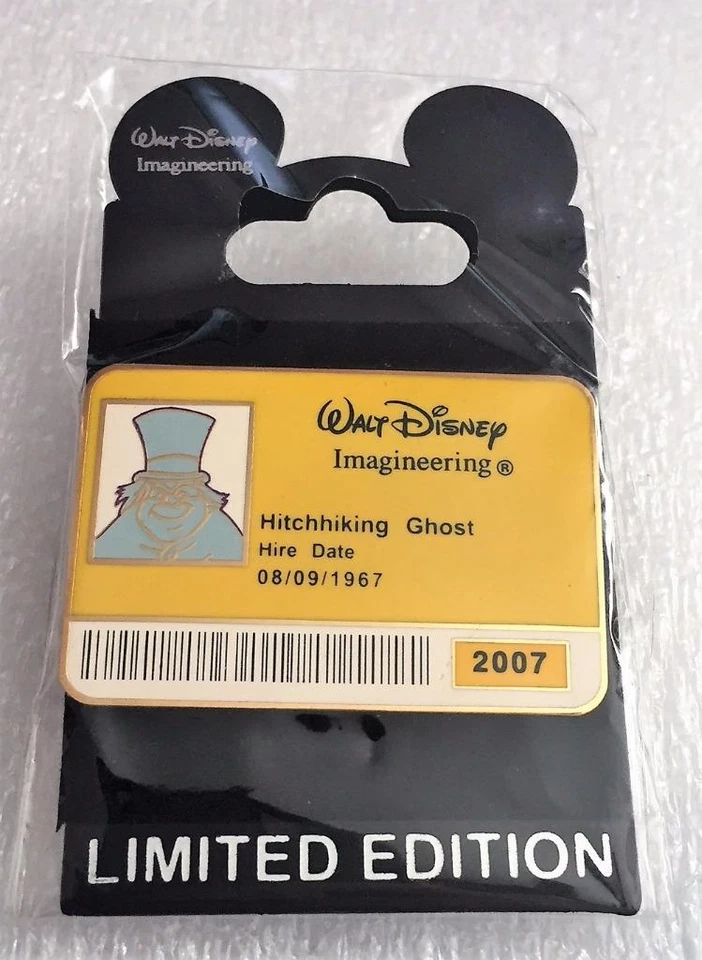 Walt Disney
Imagineering
Walt Disney
Imagineering ®
Hitchhiking Ghost
Hire Date
08/09/1967
2007
LIMITED EDITION